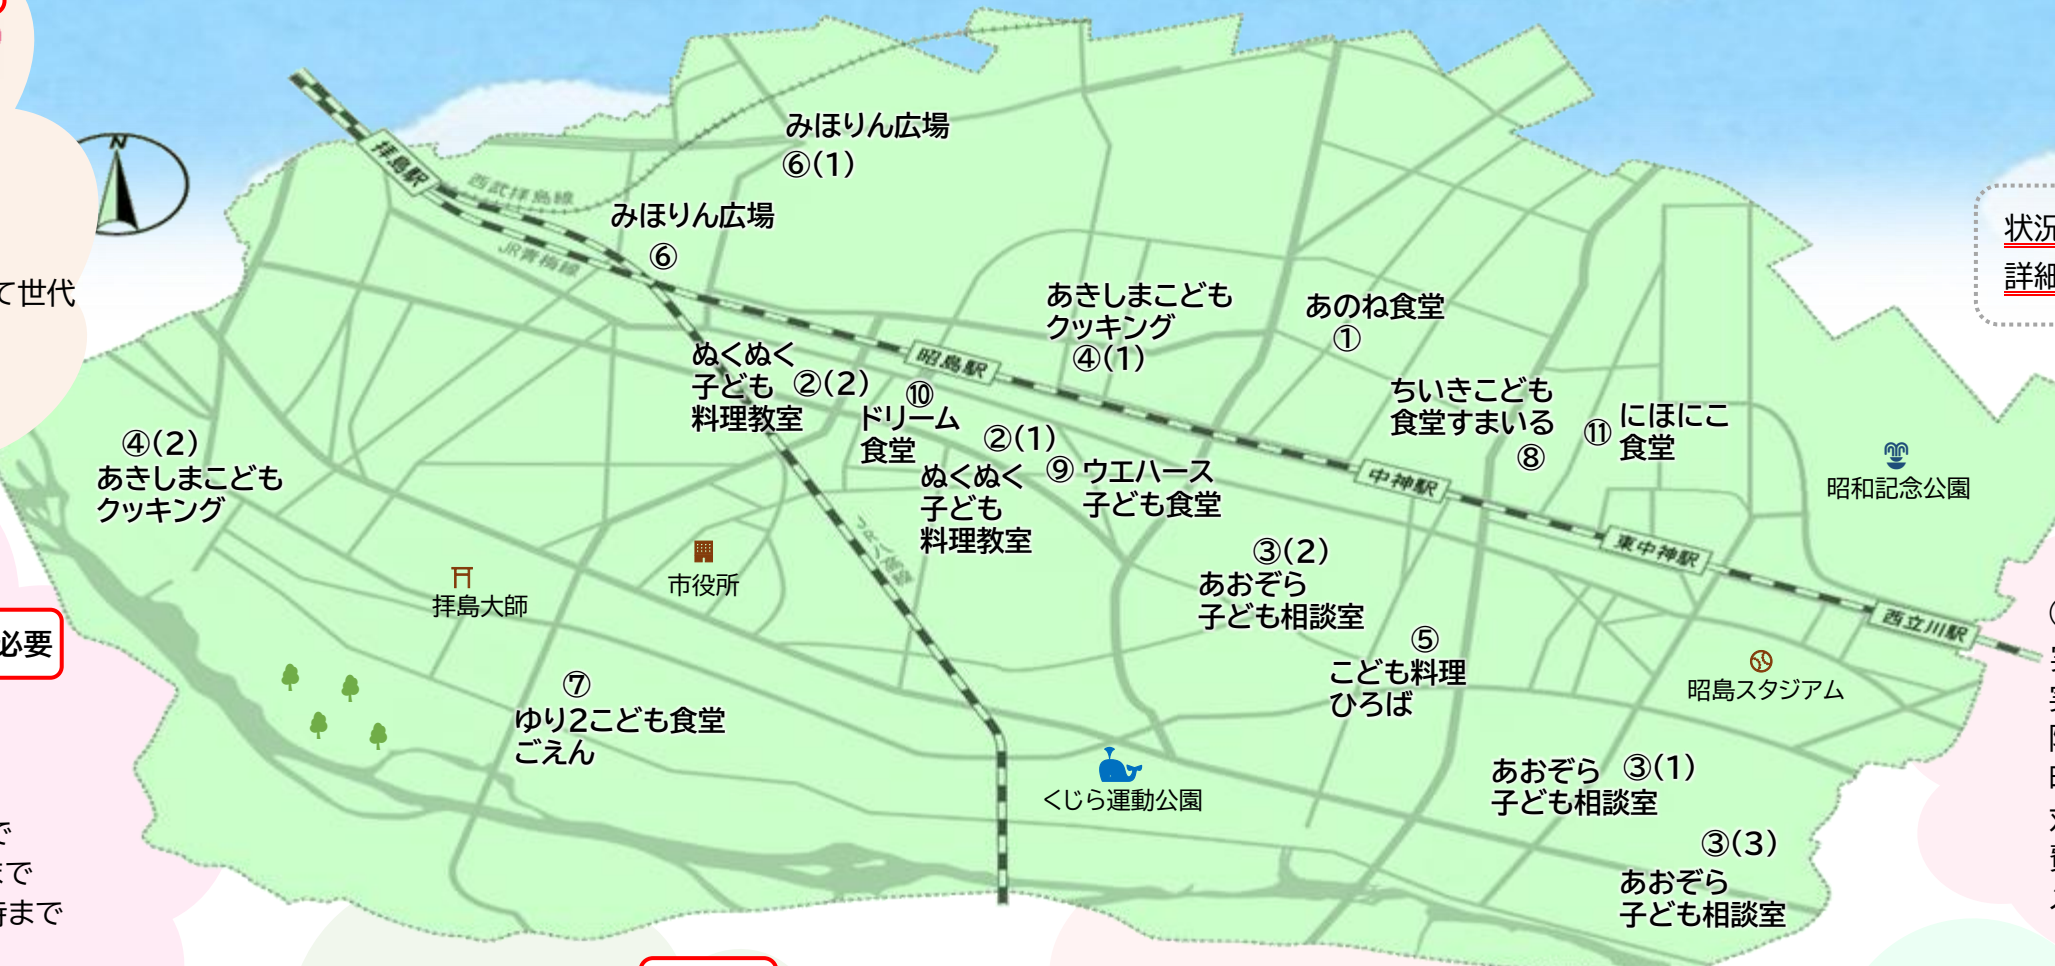 N
て世代
必要
で
まで
時まで
拝島駅
西武拝島線
JR青梅線
みほりん広場
⑥(1)
みほりん広場
⑥
昭島駅
あきしまこども
クッキング
④(1)
あのね食堂
①
ぬくぬく
子ども ②(2)
料理教室
⑩
ドリーム
食堂
②(1)
ぬくぬく
子ども
料理教室
⑨ ウエハース
子ども食堂
ちいきこども
食堂すまいる
⑧
⑪ にほにこ
食堂
中神駅
昭和記念公園
④(2)
あきしまこども
クッキング
拝島大師
市役所
JR八高線
③(2)
あおぞら
子ども相談室
東中神駅
西立川駅
⑤
こども料理
ひろば
昭島スタジアム
⑦
ゆり2こども食堂
ごえん
くじら運動公園
あおぞら ③(1)
子ども相談室
③(3)
あおぞら
子ども相談室
状況
詳細